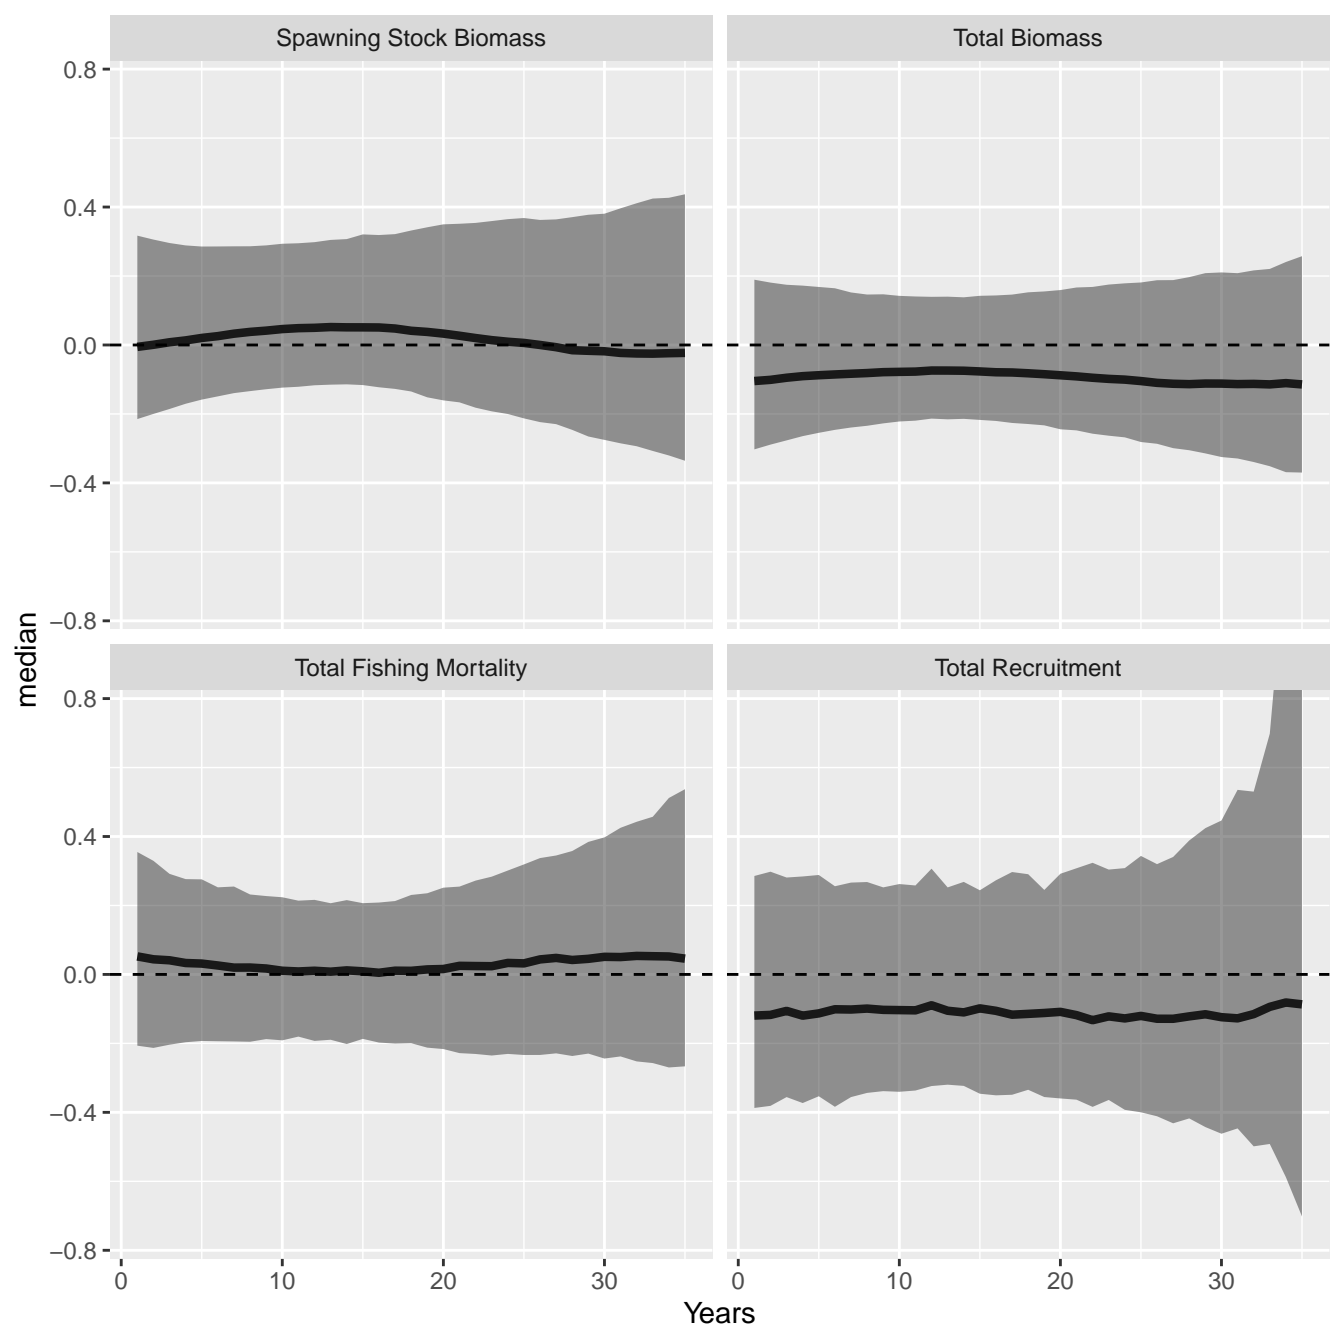 Spawning Stock Biomass
Total Biomass
0.8
0.4
0.0
−0.4
−0.8
median
Total Fishing Mortality
Total Recruitment
0.8
0.4
0.0
−0.4
−0.8
0 10 20 30
0 10 20 30
Years